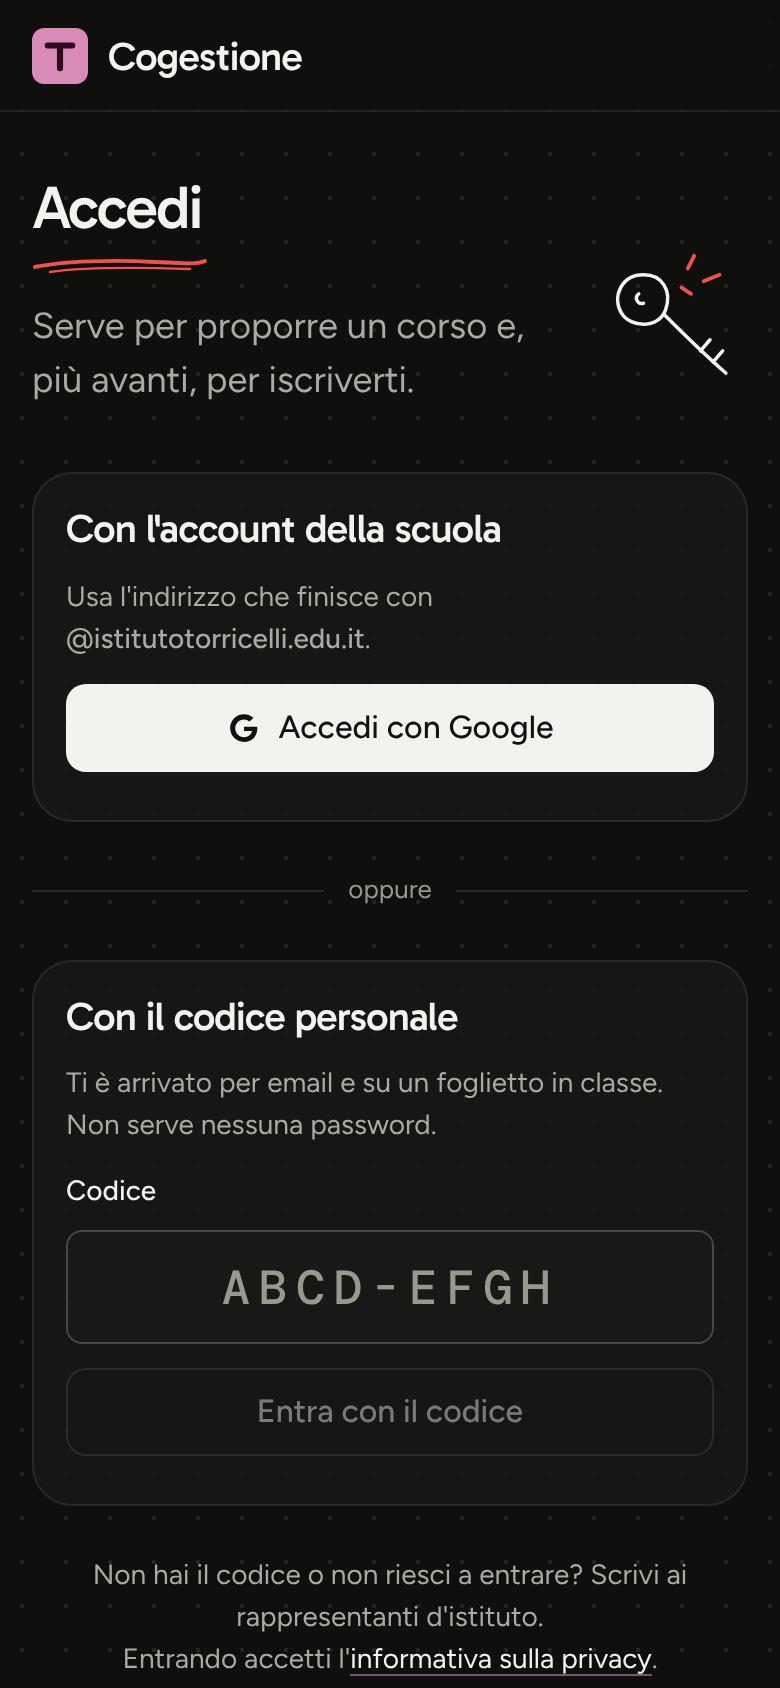 T Cogestione
Accedi
Serve per proporre un corso e,
più avanti, per iscriverti.
Con l'account della scuola
Usa l'indirizzo che finisce con
@istitutotorricelli.edu.it.
G Accedi con Google
oppure
Con il codice personale
Ti è arrivato per email e su un foglietto in classe.
Non serve nessuna password.
Codice
ABCD-EFGH
Entra con il codice
Non hai il codice o non riesci a entrare? Scrivi ai
rappresentanti d'istituto.
Entrando accetti l'informativa sulla privacy.